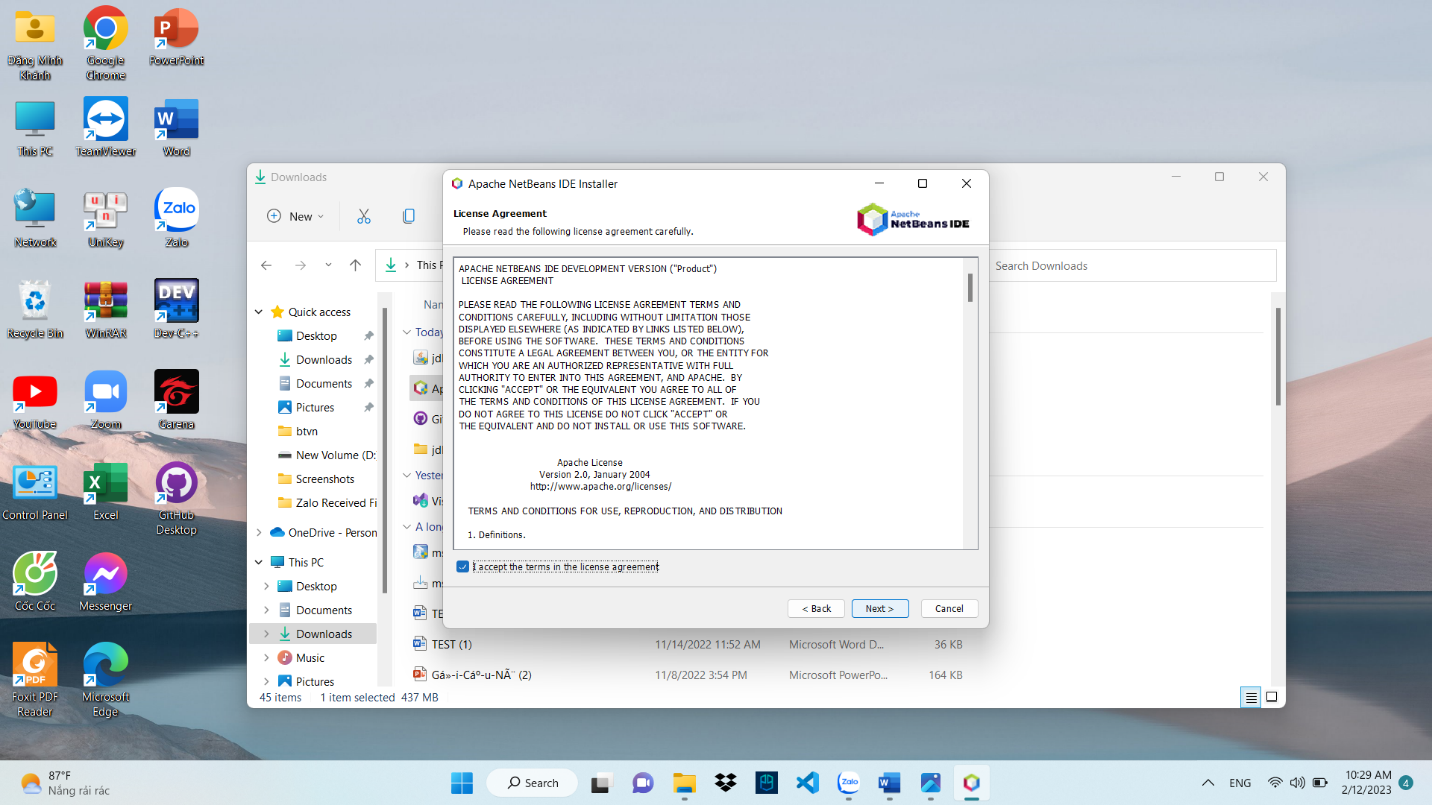 Đặng Minh
Khánh
Google
Chrome
PowerPoint
This PC
TeamViewer
Word
Network
UniKey
Zalo
Recycle Bin
WinRAR
Dev-C++
YouTube
Zoom
Garena
Control Panel
Excel
GitHub
Desktop
Cốc Cốc
Messenger
Foxit PDF
Reader
Microsoft
Edge
Downloads
New
This P
Search Downloads
Quick access
Desktop
Downloads
Documents
Pictures
btvn
New Volume (D:
Screenshots
Zalo Received Fi
OneDrive - Person
This PC
Desktop
Documents
Downloads
Music
Pictures
Today
jd
Ap
Gi
jdl
Yester
Vis
A long
ms
TE
TEST (1) 11/14/2022 11:52 AM Microsoft Word D... 36 KB
Gá»-i-Cáº-u-NÃ¨ (2) 11/8/2022 3:54 PM Microsoft PowerPo... 164 KB
45 items 1 item selected 437 MB
Apache NetBeans IDE Installer
License Agreement
Please read the following license agreement carefully.
Apache
NetBeans IDE
APACHE NETBEANS IDE DEVELOPMENT VERSION ("Product")
LICENSE AGREEMENT
PLEASE READ THE FOLLOWING LICENSE AGREEMENT TERMS AND
CONDITIONS CAREFULLY, INCLUDING WITHOUT LIMITATION THOSE
DISPLAYED ELSEWHERE (AS INDICATED BY LINKS LISTED BELOW),
BEFORE USING THE SOFTWARE. THESE TERMS AND CONDITIONS
CONSTITUTE A LEGAL AGREEMENT BETWEEN YOU, OR THE ENTITY FOR
WHICH YOU ARE AN AUTHORIZED REPRESENTATIVE WITH FULL
AUTHORITY TO ENTER INTO THIS AGREEMENT, AND APACHE. BY
CLICKING "ACCEPT" OR THE EQUIVALENT YOU AGREE TO ALL OF
THE TERMS AND CONDITIONS OF THIS LICENSE AGREEMENT. IF YOU
DO NOT AGREE TO THIS LICENSE DO NOT CLICK "ACCEPT" OR
THE EQUIVALENT AND DO NOT INSTALL OR USE THIS SOFTWARE.
Apache License
Version 2.0, January 2004
http://www.apache.org/licenses/
TERMS AND CONDITIONS FOR USE, REPRODUCTION, AND DISTRIBUTION
1. Definitions.
I accept the terms in the license agreement
< Back
Next >
Cancel
87°F
Nắng rải rác
Search
ENG
10:29 AM
2/12/2023
4